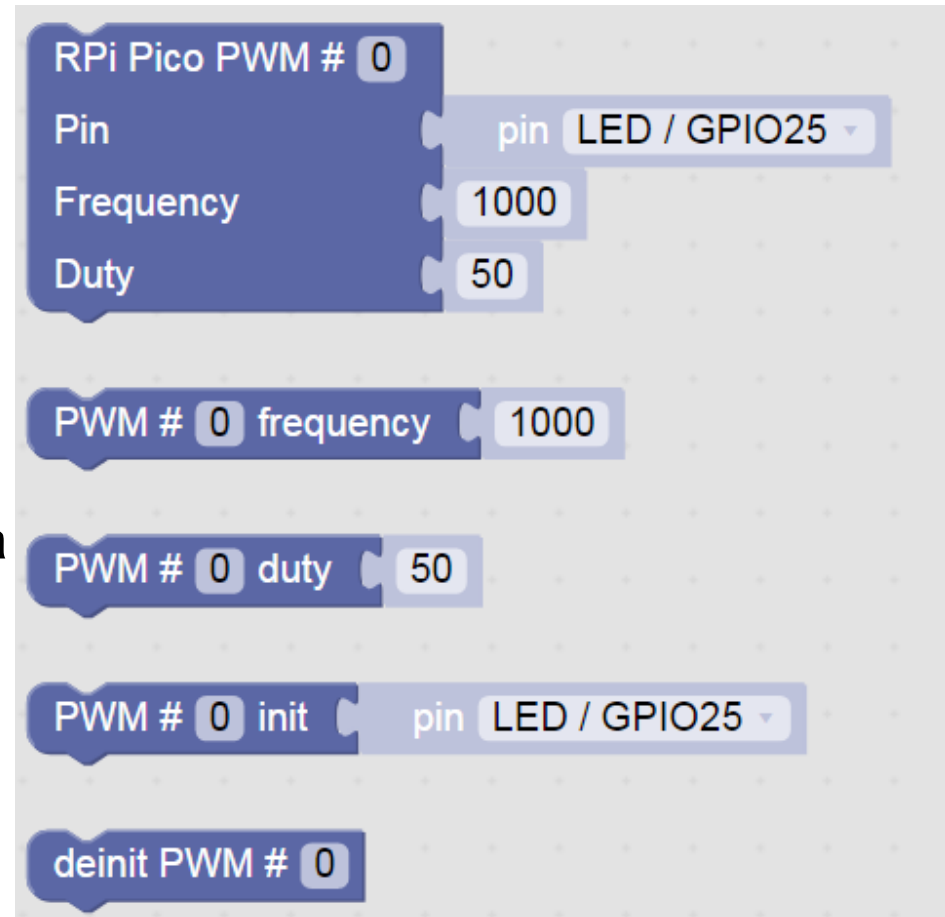 RPi Pico PWM # 0
Pin pin LED / GPIO25
Frequency 1000
Duty 50
PWM # 0 frequency 1000
PWM # 0 duty 50
PWM # 0 init pin LED / GPIO25
deinit PWM # 0